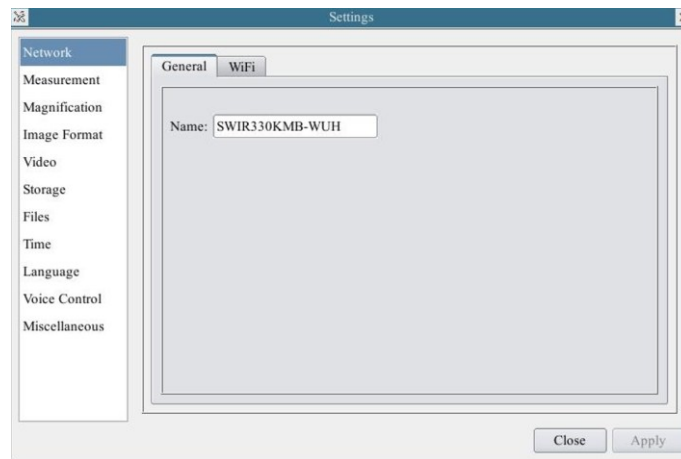 Settings
Network
Measurement
Magnification
Image Format
Video
Storage
Files
Time
Language
Voice Control
Miscellaneous
General WiFi
Name: SWIR330KMB-WUH
Close Apply